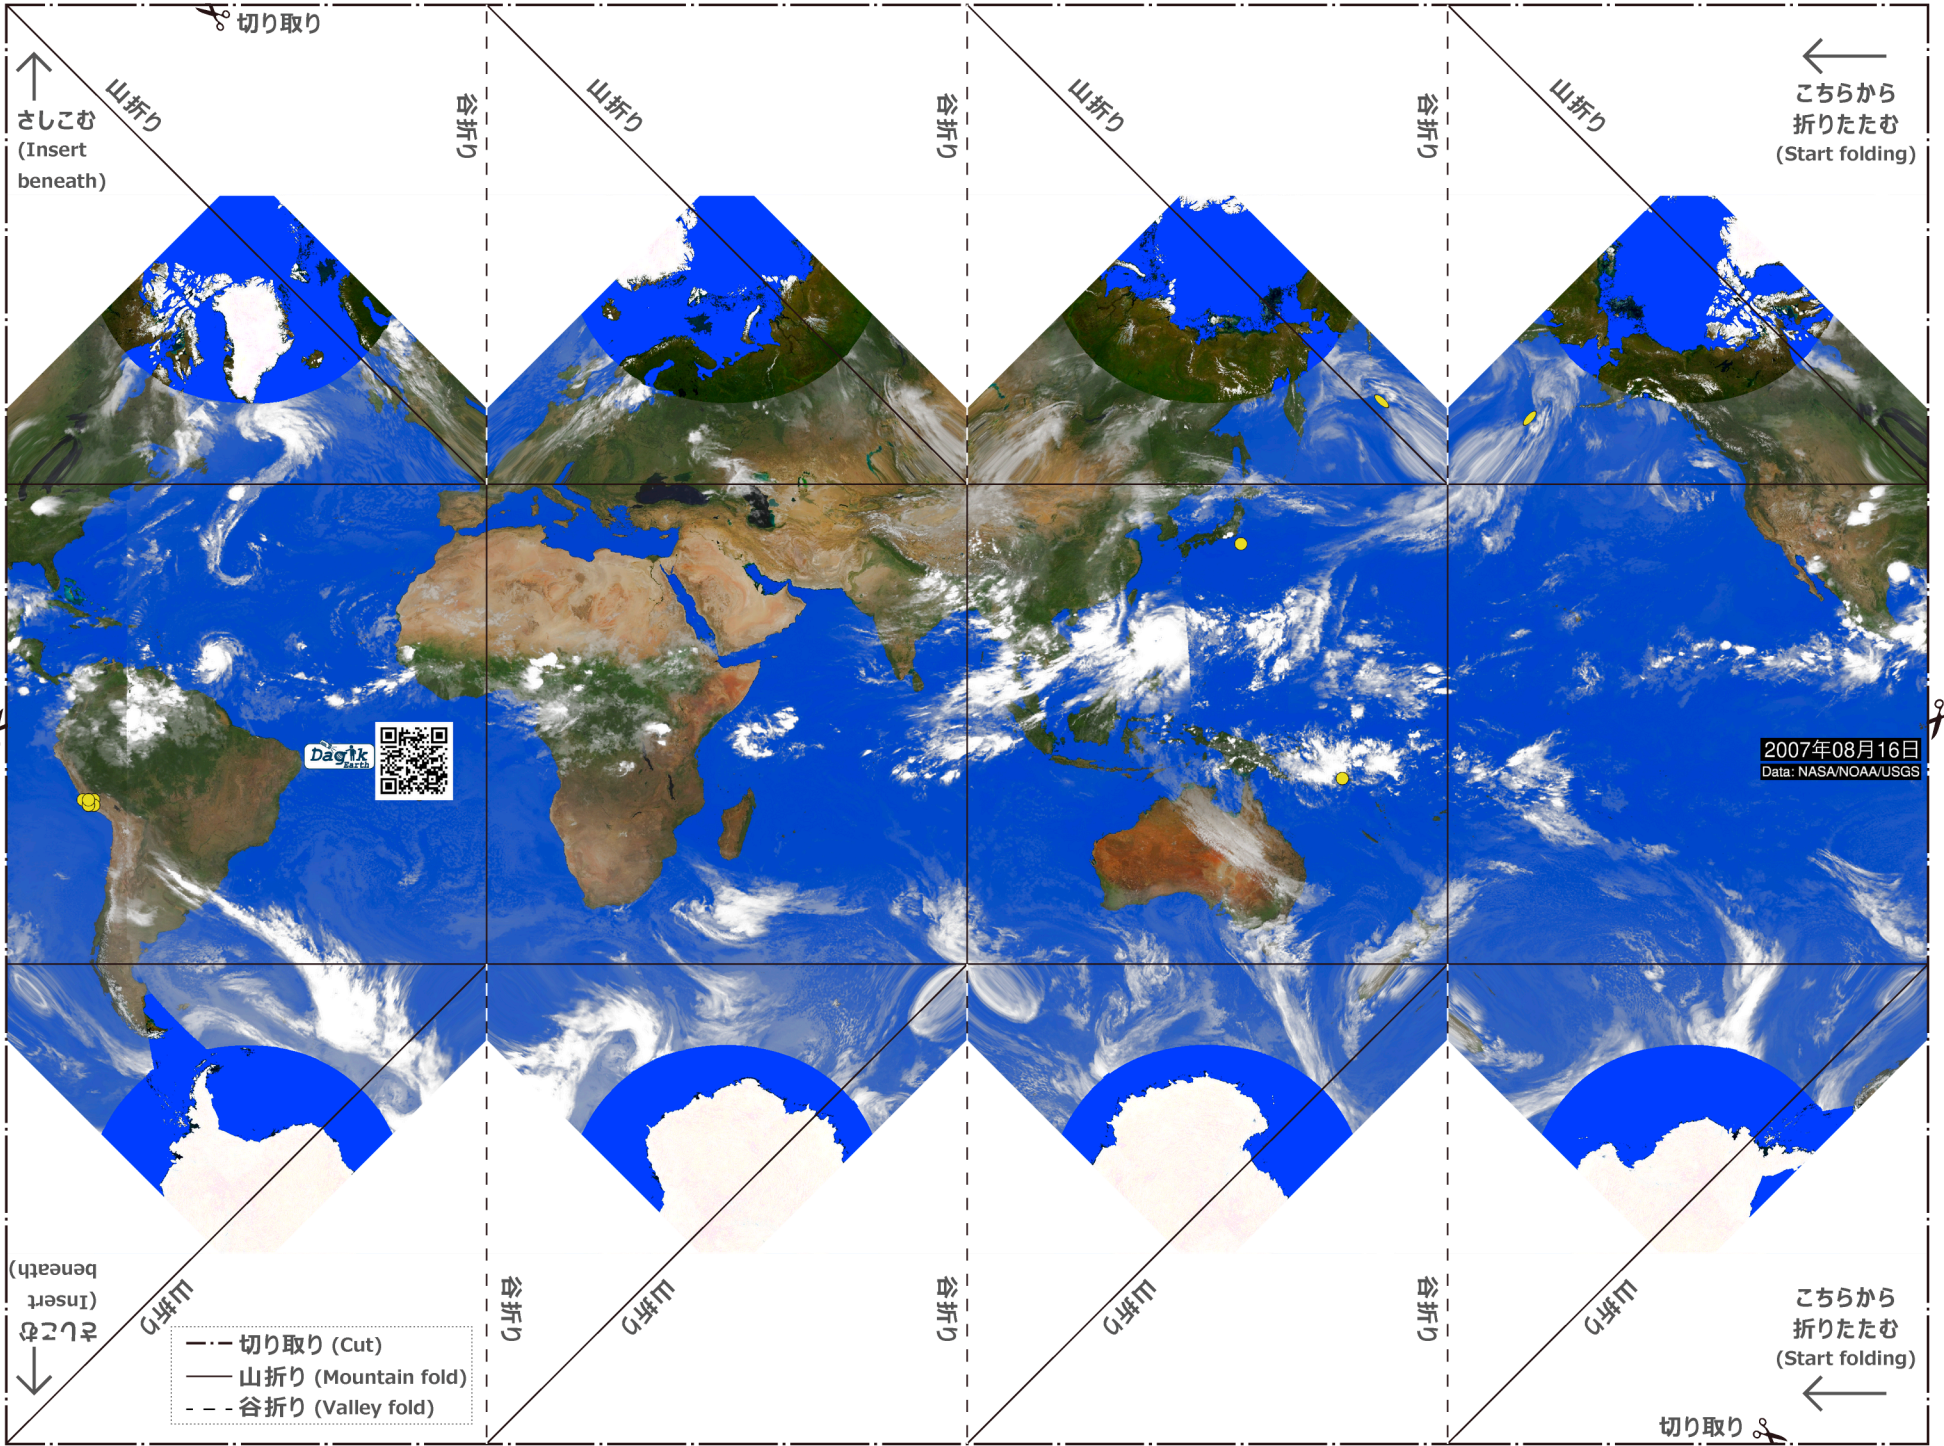 切り取り
山折り
谷折り
山折り
谷折り
山折り
谷折り
山折り
さしこむ
(Insert
beneath)
こちらから
折りたたむ
(Start folding)
Dagik
Earth
2007年08月16日
Data: NASA/NOAA/USGS
さしこむ
(Insert
beneath)
山折り
谷折り
山折り
谷折り
山折り
谷折り
山折り
こちらから
折りたたむ
(Start folding)
切り取り (Cut)
山折り (Mountain fold)
谷折り (Valley fold)
切り取り